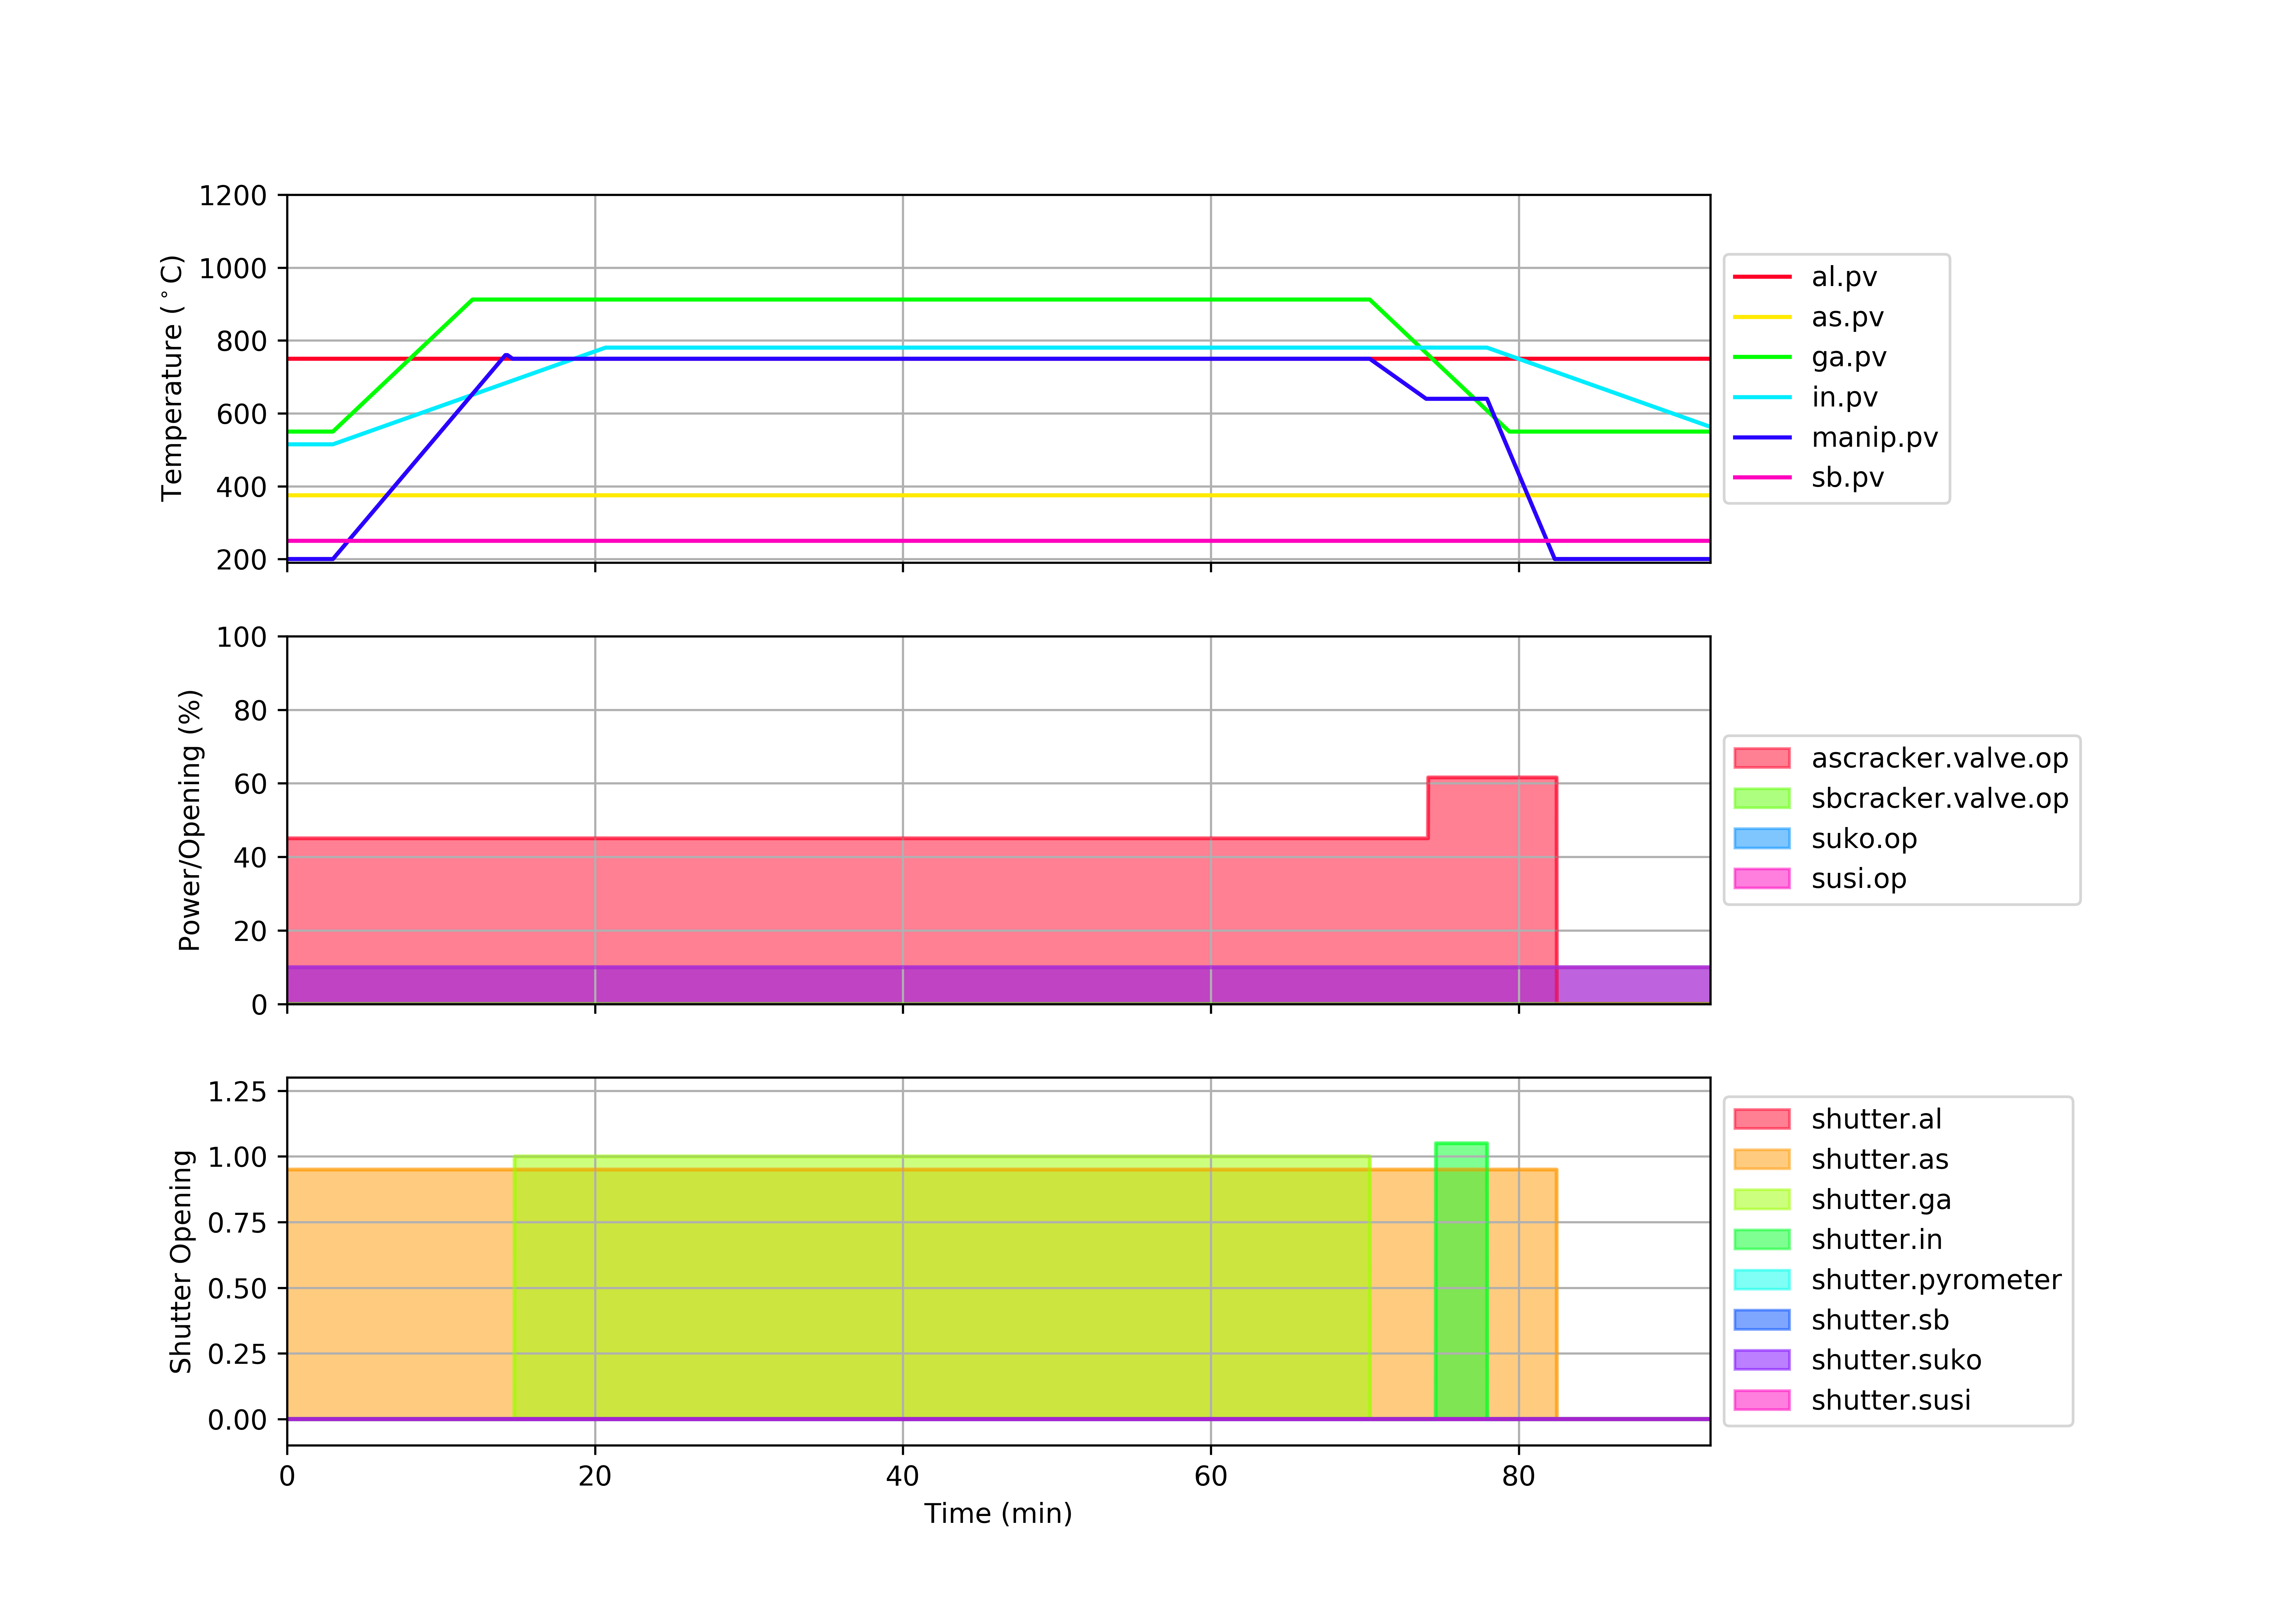 1200
1000
800
600
400
200
Temperature (°C)
al.pv
as.pv
ga.pv
in.pv
manip.pv
sb.pv
100
80
60
40
20
0
Power/Opening (%)
ascracker.valve.op
sbcracker.valve.op
suko.op
susi.op
1.25
1.00
0.75
0.50
0.25
0.00
Shutter Opening
shutter.al
shutter.as
shutter.ga
shutter.in
shutter.pyrometer
shutter.sb
shutter.suko
shutter.susi
0 20 40 60 80
Time (min)